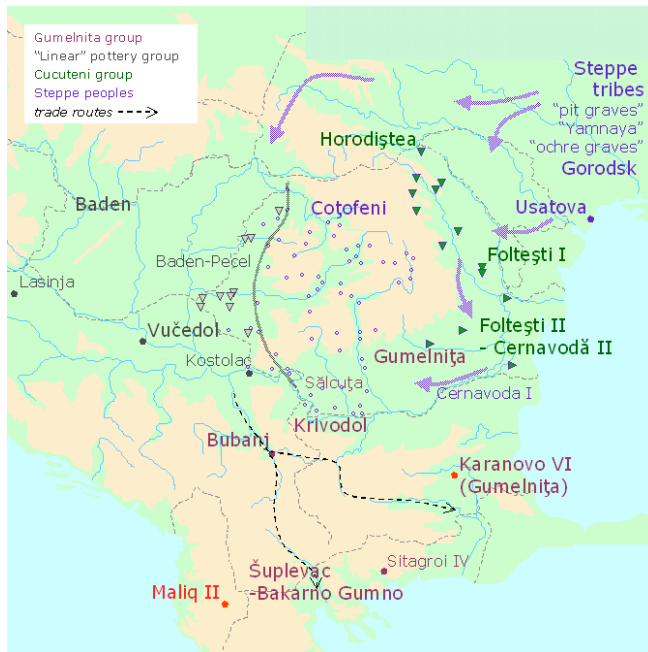 Gumelnita group
"Linear" pottery group
Cucuteni group
Steppe peoples
trade routes
Steppe
tribes
"pit graves"
"Yamnaya"
"ochre graves"
Gorodsk
Horodiştea
Baden
Coţofeni
Usatova
Baden-Peçel
Folteşti I
Lasinja
Vučedol
Folteşti II
- Cernavodă II
Gumelniţa
Kostolac
Sălcuţa
Cernavoda I
Krivodol
Bubanj
Karanovo VI
(Gumelniţa)
Sitagroi IV
Šuplevac
-Bakarno Gumno
Maliq II